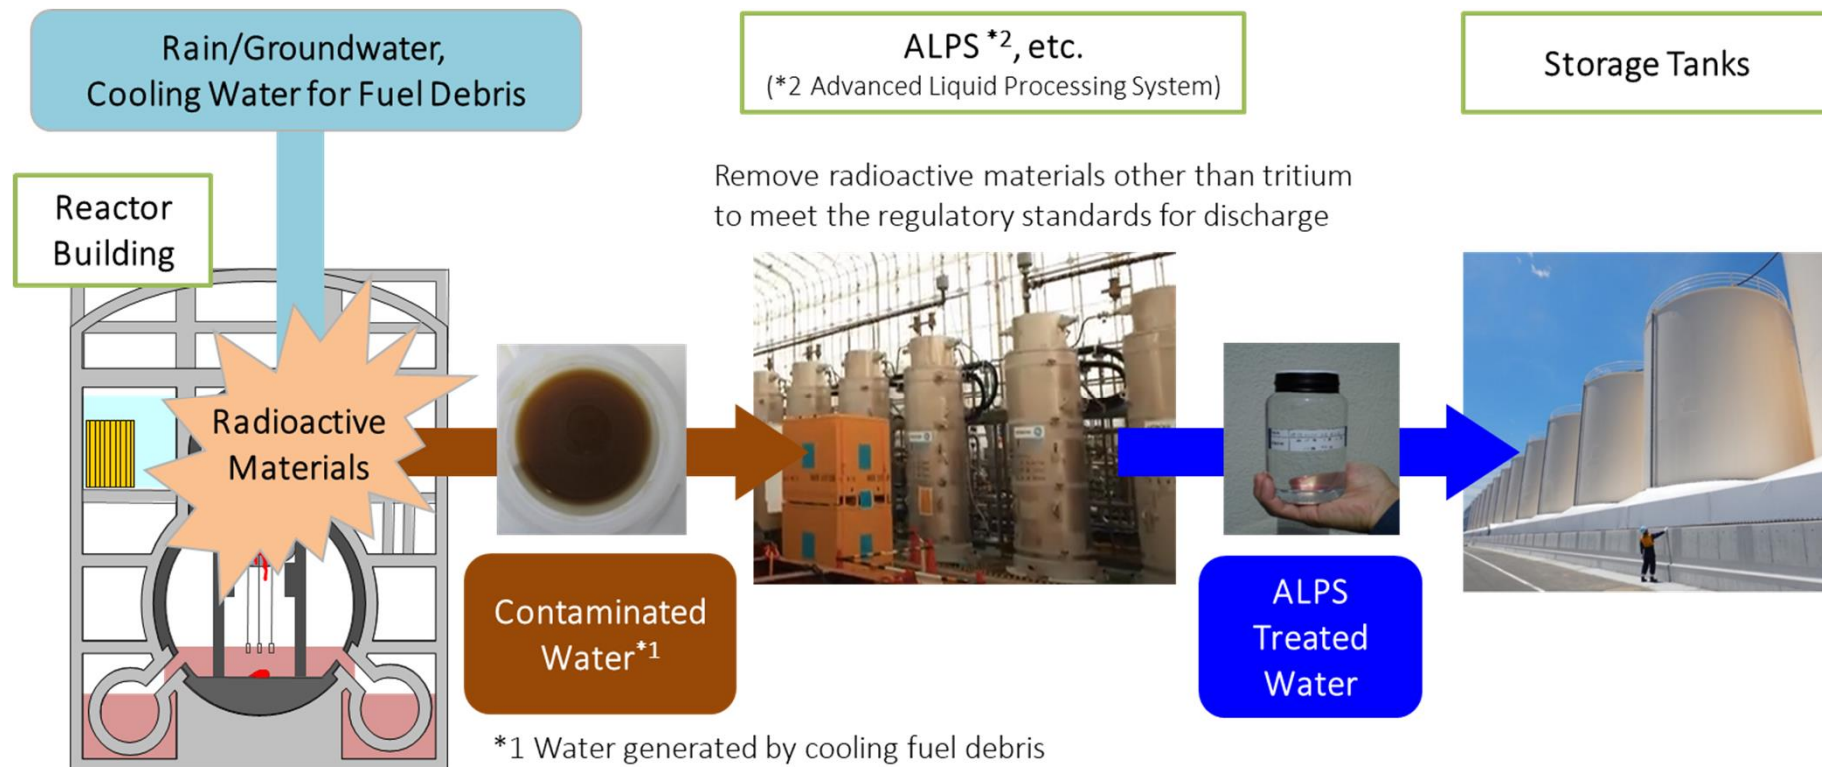 Rain/Groundwater,
Cooling Water for Fuel Debris
Reactor
Building
Radioactive
Materials
Contaminated
Water*1
*1 Water generated by cooling fuel debris
ALPS *2, etc.
(*2 Advanced Liquid Processing System)
Remove radioactive materials other than tritium
to meet the regulatory standards for discharge
ALPS
Treated
Water
Storage Tanks